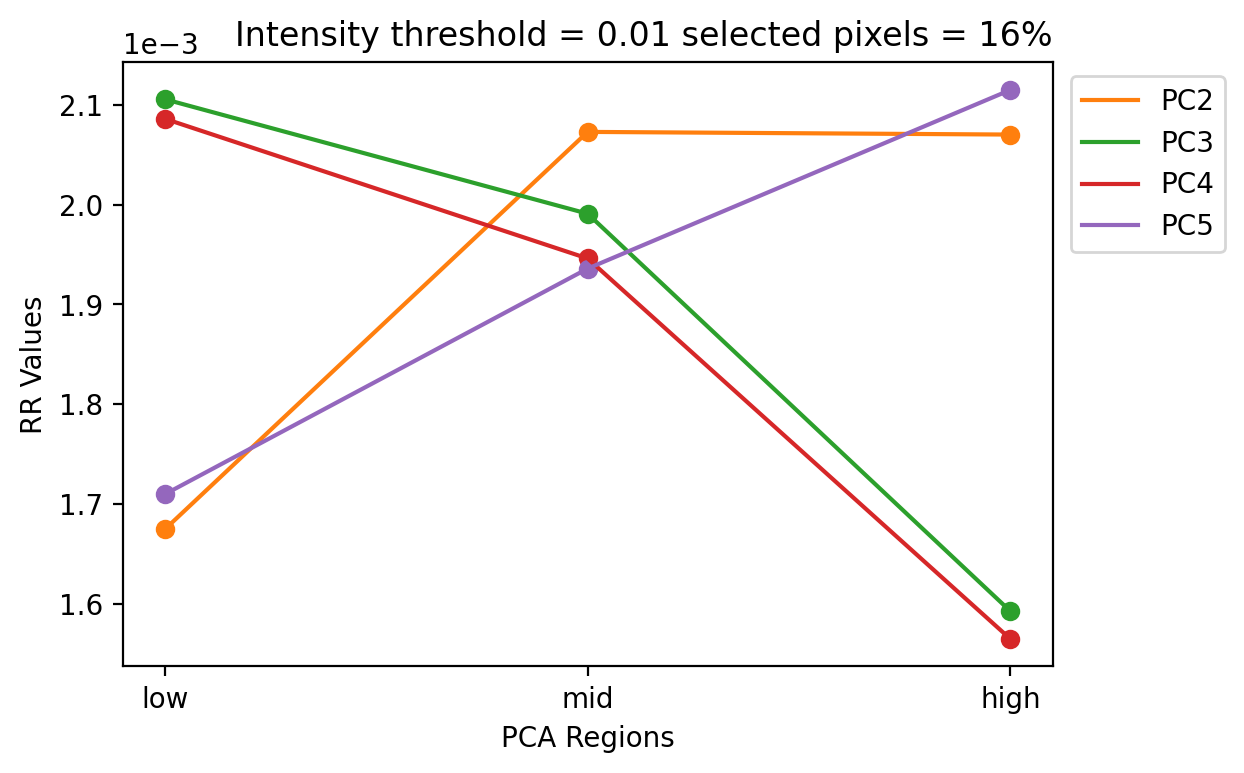 1e−3
Intensity threshold = 0.01 selected pixels = 16%
2.1
2.0
1.9
1.8
1.7
1.6
RR Values
low
mid
high
PCA Regions
PC2
PC3
PC4
PC5